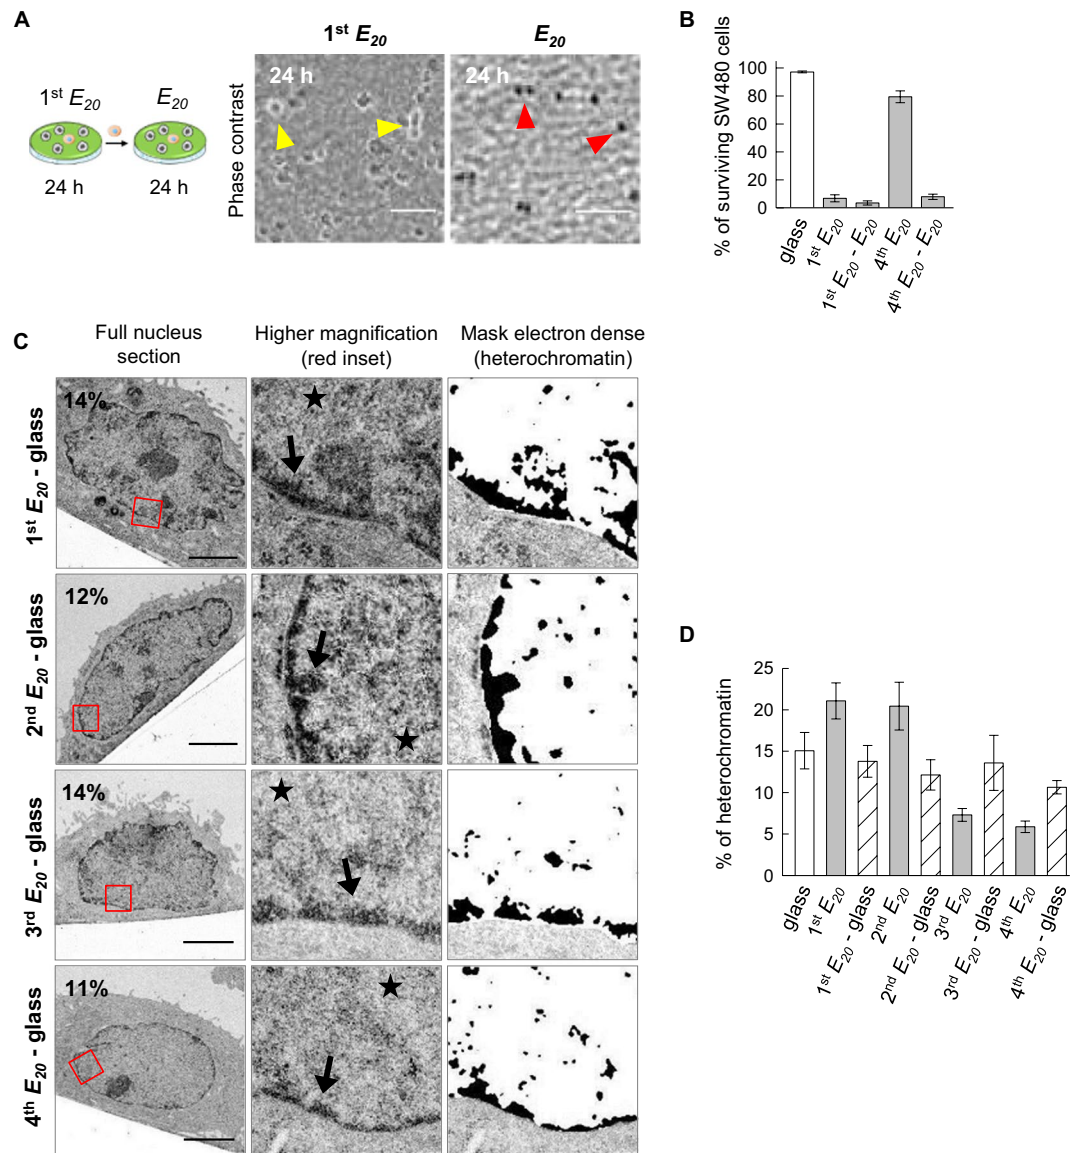 A
1st E20
E20
24 h
24 h
Phase contrast
1st E20
E20
24 h
24 h
B
% of surviving SW480 cells
100
80
60
40
20
0
glass
1st E20
1st E20 - E20
4th E20
4th E20 - E20
C
Full nucleus
section
Higher magnification
(red inset)
Mask electron dense
(heterochromatin)
1st E20 - glass
14%
2nd E20 - glass
12%
3rd E20 - glass
14%
4th E20 - glass
11%
D
% of heterochromatin
25
20
15
10
5
0
glass
1st E20
1st E20 - glass
2nd E20
2nd E20 - glass
3rd E20
3rd E20 - glass
4th E20
4th E20 - glass